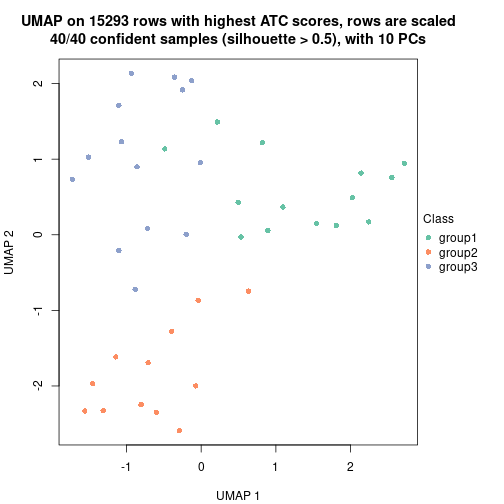 UMAP on 15293 rows with highest ATC scores, rows are scaled
40/40 confident samples (silhouette > 0.5), with 10 PCs
2
1
0
-1
-2
UMAP 2
-1
0
1
2
UMAP 1
Class
group1
group2
group3